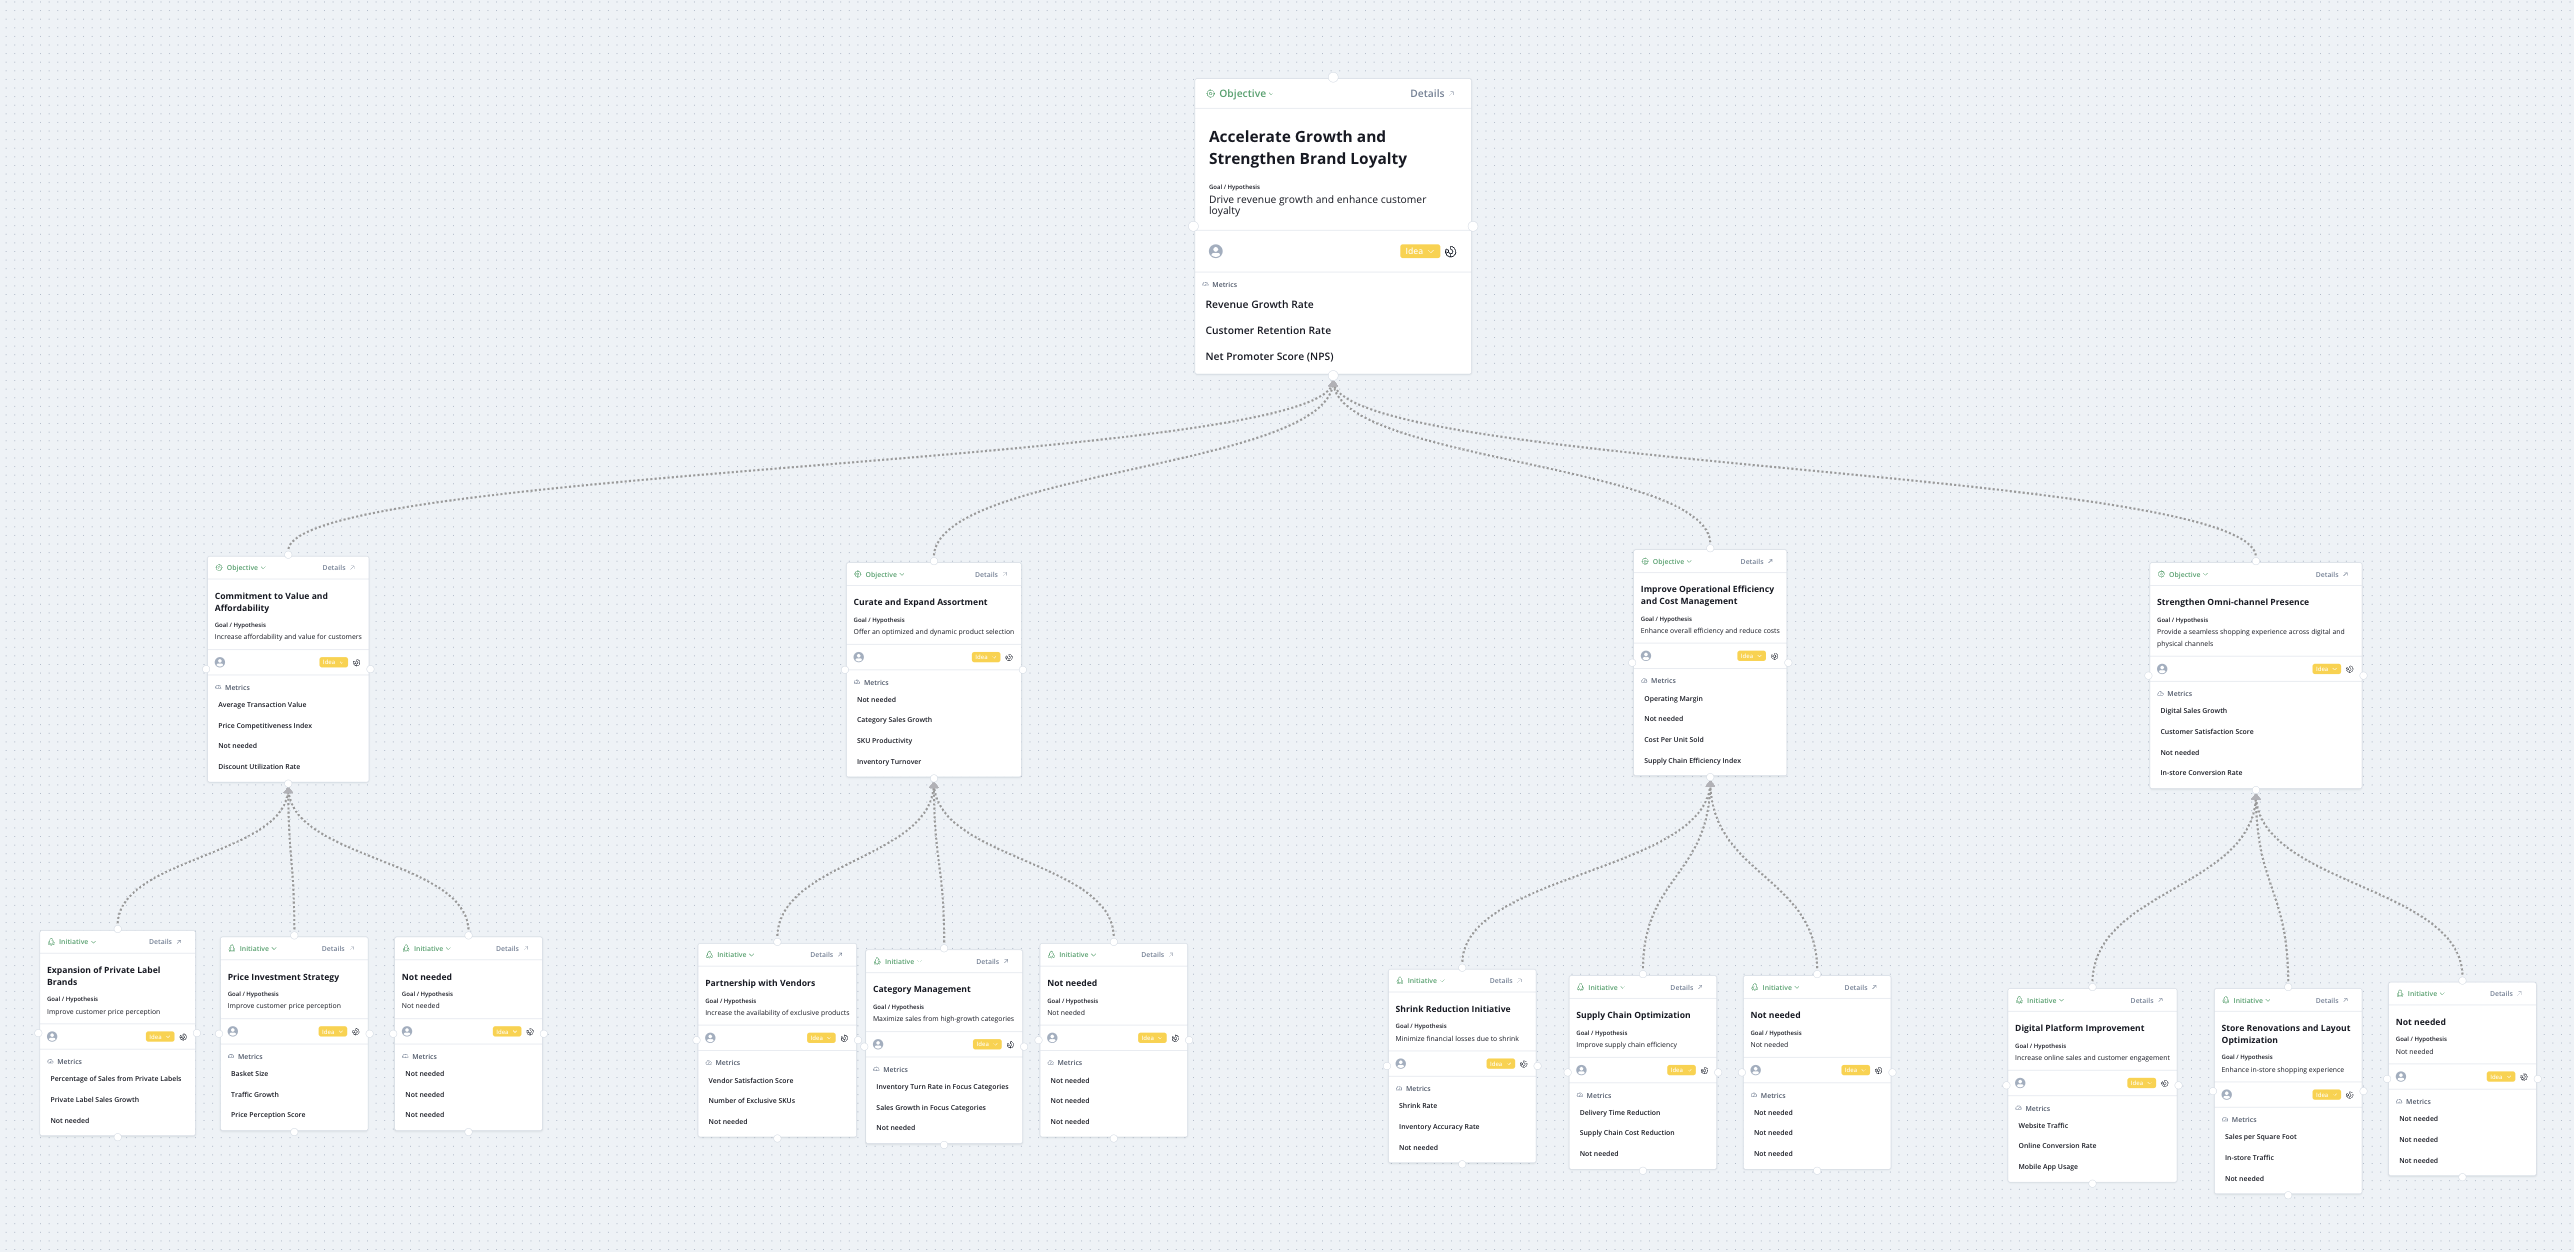 Objective
Details
Accelerate Growth and
Strengthen Brand Loyalty
Goal / Hypothesis
Drive revenue growth and enhance customer
loyalty
Idea
Metrics
Revenue Growth Rate
Customer Retention Rate
Net Promoter Score (NPS)
Objective
Details
Commitment to Value and
Affordability
Goal / Hypothesis
Increase affordability and value for customers
Idea
Metrics
Average Transaction Value
Price Competitiveness Index
Not needed
Discount Utilization Rate
Objective
Details
Curate and Expand Assortment
Goal / Hypothesis
Offer an optimized and dynamic product selection
Idea
Metrics
Not needed
Category Sales Growth
SKU Productivity
Inventory Turnover
Objective
Details
Improve Operational Efficiency
and Cost Management
Goal / Hypothesis
Enhance overall efficiency and reduce costs
Idea
Metrics
Operating Margin
Not needed
Cost Per Unit Sold
Supply Chain Efficiency Index
Objective
Details
Strengthen Omni-channel Presence
Goal / Hypothesis
Provide a seamless shopping experience across digital and
physical channels
Idea
Metrics
Digital Sales Growth
Customer Satisfaction Score
Not needed
In-store Conversion Rate
Initiative
Details
Expansion of Private Label
Brands
Goal / Hypothesis
Improve customer price perception
Idea
Metrics
Percentage of Sales from Private Labels
Private Label Sales Growth
Not needed
Initiative
Details
Price Investment Strategy
Goal / Hypothesis
Improve customer price perception
Idea
Metrics
Basket Size
Traffic Growth
Price Perception Score
Initiative
Details
Not needed
Goal / Hypothesis
Not needed
Idea
Metrics
Not needed
Not needed
Not needed
Initiative
Details
Partnership with Vendors
Goal / Hypothesis
Increase the availability of exclusive products
Idea
Metrics
Vendor Satisfaction Score
Number of Exclusive SKUs
Not needed
Initiative
Details
Category Management
Goal / Hypothesis
Maximize sales from high-growth categories
Idea
Metrics
Inventory Turn Rate in Focus Categories
Sales Growth in Focus Categories
Not needed
Initiative
Details
Not needed
Goal / Hypothesis
Not needed
Idea
Metrics
Not needed
Not needed
Not needed
Initiative
Details
Shrink Reduction Initiative
Goal / Hypothesis
Minimize financial losses due to shrink
Idea
Metrics
Shrink Rate
Inventory Accuracy Rate
Not needed
Initiative
Details
Supply Chain Optimization
Goal / Hypothesis
Improve supply chain efficiency
Idea
Metrics
Delivery Time Reduction
Supply Chain Cost Reduction
Not needed
Initiative
Details
Not needed
Goal / Hypothesis
Not needed
Idea
Metrics
Not needed
Not needed
Not needed
Initiative
Details
Digital Platform Improvement
Goal / Hypothesis
Increase online sales and customer engagement
Idea
Metrics
Website Traffic
Online Conversion Rate
Mobile App Usage
Initiative
Details
Store Renovations and Layout
Optimization
Goal / Hypothesis
Enhance in-store shopping experience
Idea
Metrics
Sales per Square Foot
In-store Traffic
Not needed
Initiative
Details
Not needed
Goal / Hypothesis
Not needed
Idea
Metrics
Not needed
Not needed
Not needed